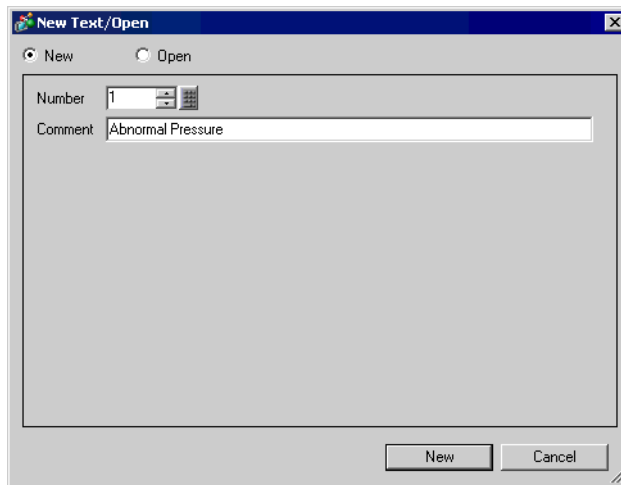 New Text/Open
New Open
Number 1
Comment Abnormal Pressure
New Cancel